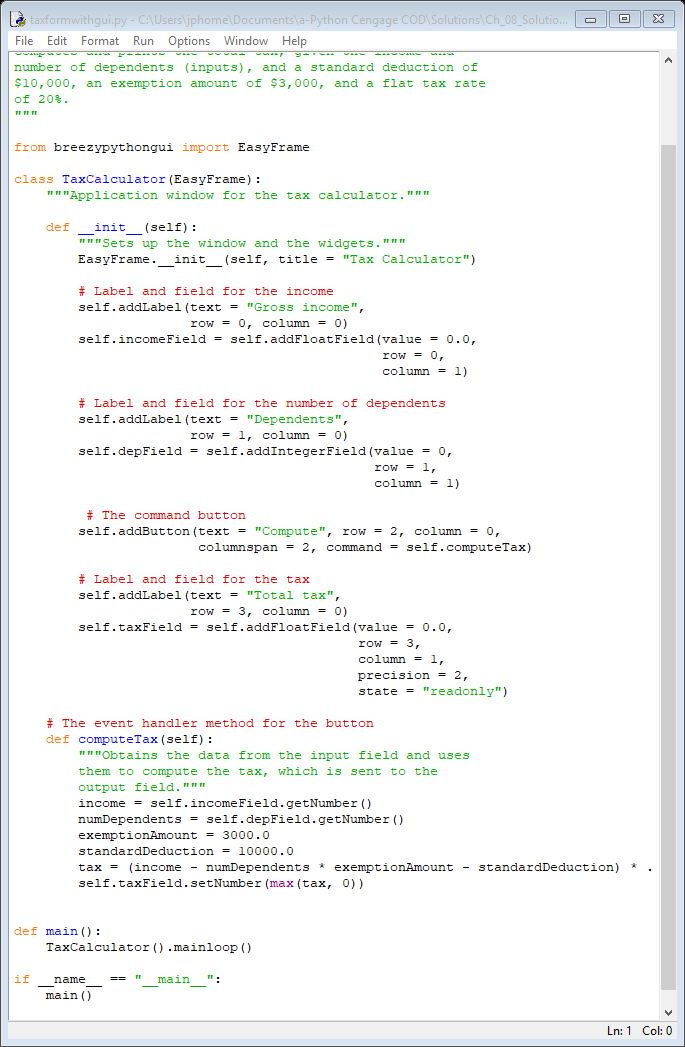 taxformwithgui.py - C:\Users\jphome\Documents\a-Python Cengage COD\Solutions\Ch_08_Solutio...
File Edit Format Run Options Window Help
number of dependents (inputs), and a standard deduction of
$10,000, an exemption amount of $3,000, and a flat tax rate
of 20%.
"""
from breezypythongui import EasyFrame
class TaxCalculator(EasyFrame):
"""Application window for the tax calculator."""
def __init__(self):
"""Sets up the window and the widgets."""
EasyFrame.__init__(self, title = "Tax Calculator")
# Label and field for the income
self.addLabel(text = "Gross income",
row = 0, column = 0)
self.incomeField = self.addFloatField(value = 0.0,
row = 0,
column = 1)
# Label and field for the number of dependents
self.addLabel(text = "Dependents",
row = 1, column = 0)
self.depField = self.addIntegerField(value = 0,
row = 1,
column = 1)
# The command button
self.addButton(text = "Compute", row = 2, column = 0,
columnspan = 2, command = self.computeTax)
# Label and field for the tax
self.addLabel(text = "Total tax",
row = 3, column = 0)
self.taxField = self.addFloatField(value = 0.0,
row = 3,
column = 1,
precision = 2,
state = "readonly")
# The event handler method for the button
def computeTax(self):
"""Obtains the data from the input field and uses
them to compute the tax, which is sent to the
output field."""
income = self.incomeField.getNumber()
numDependents = self.depField.getNumber()
exemptionAmount = 3000.0
standardDeduction = 10000.0
tax = (income - numDependents * exemptionAmount - standardDeduction) * .
self.taxField.setNumber(max(tax, 0))
def main():
TaxCalculator().mainloop()
if __name__ == "__main__":
main()
Ln: 1 Col: 0